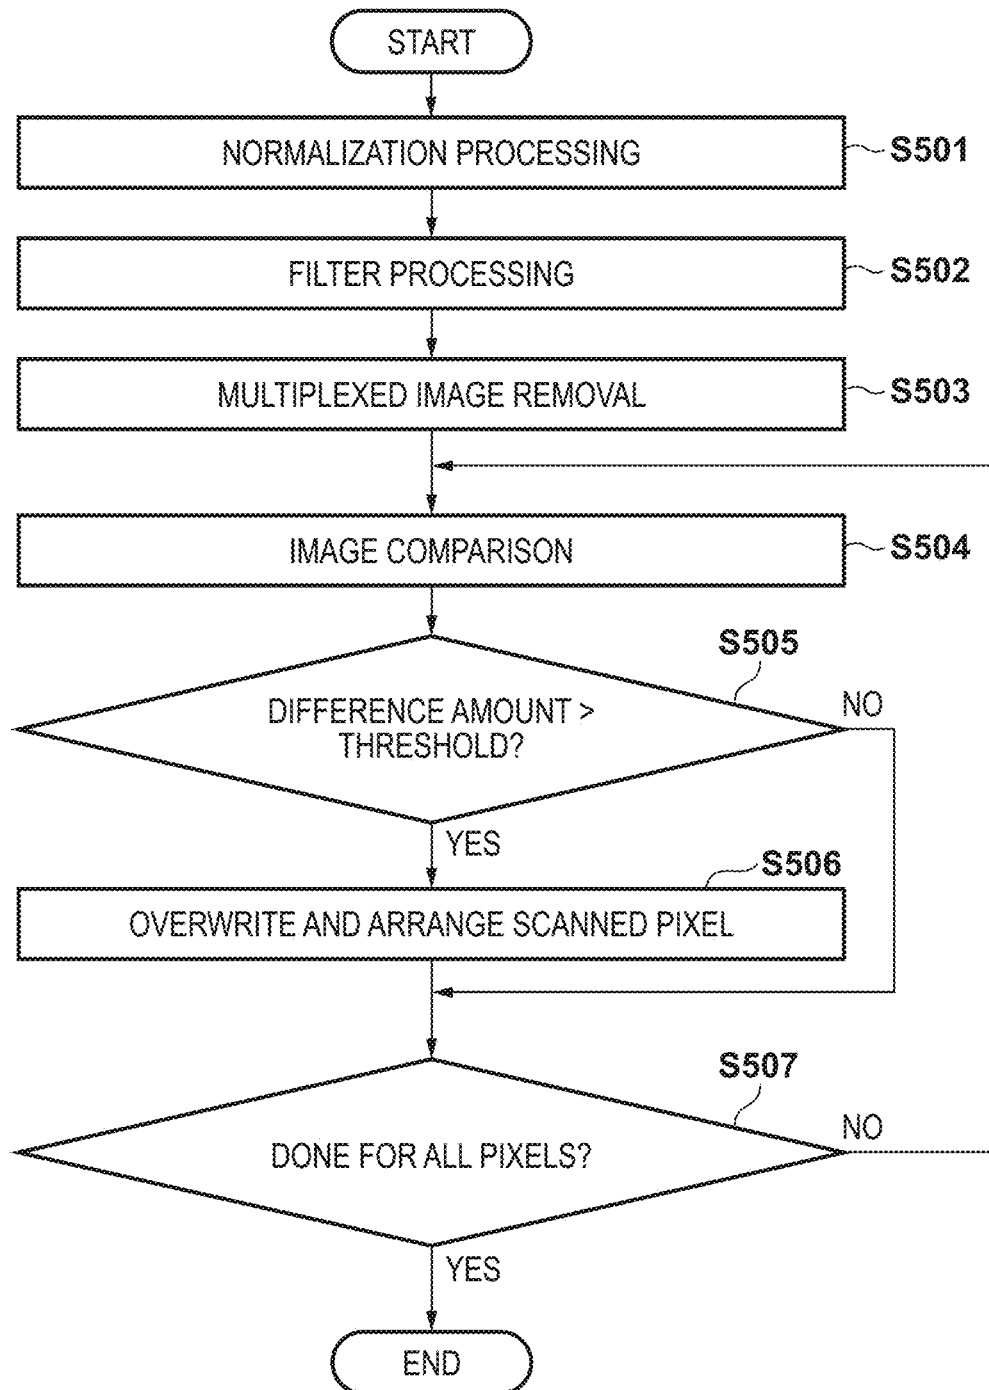 START
NORMALIZATION PROCESSING
S501
FILTER PROCESSING
S502
MULTIPLEXED IMAGE REMOVAL
S503
IMAGE COMPARISON
S504
S505
DIFFERENCE AMOUNT >
THRESHOLD?
NO
YES
S506
OVERWRITE AND ARRANGE SCANNED PIXEL
S507
DONE FOR ALL PIXELS?
NO
YES
END